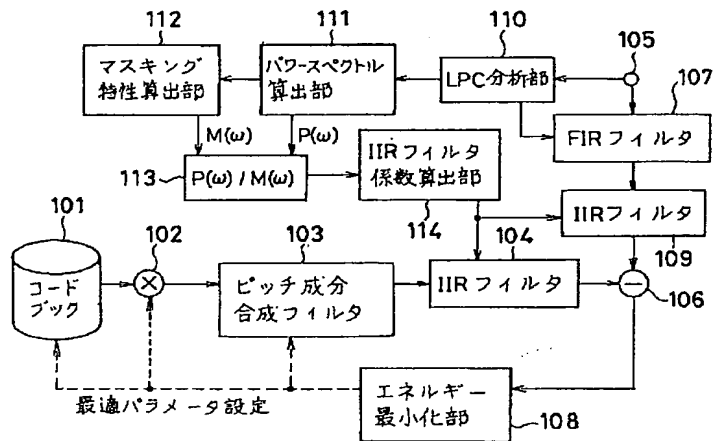 112
111
110
105
107
マスキング
特性算出部
パワースペクトル
算出部
LPC分析部
M(ω)
P(ω)
FIRフィルタ
113
P(ω)/M(ω)
IIRフィルタ
係数算出部
114
IIRフィルタ
109
101
102
103
104
コード
ブック
×
ピッチ成分
合成フィルタ
IIRフィルタ
−
106
最適パラメータ設定
エネルギー
最小化部
108